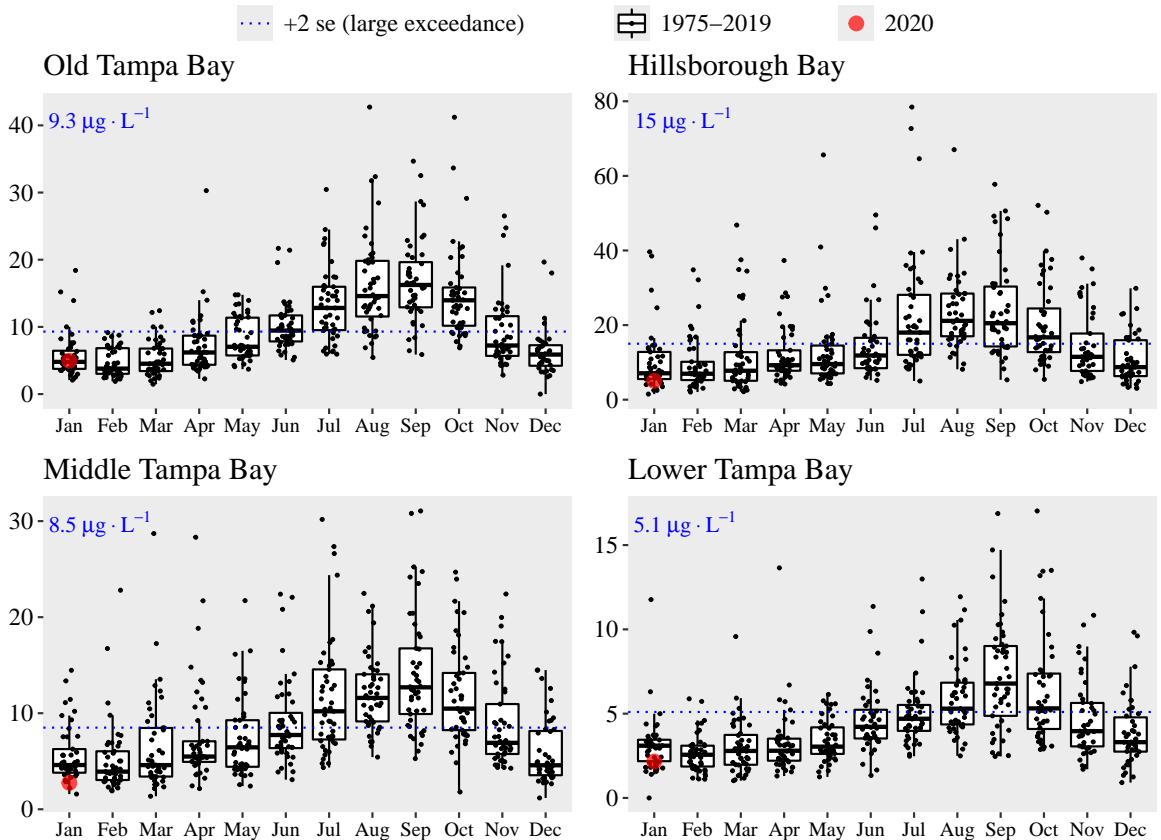 +2 se (large exceedance) 1975–2019 2020
Old Tampa Bay
9.3 μg · L⁻¹
40
30
20
10
0
Jan Feb Mar Apr May Jun Jul Aug Sep Oct Nov Dec
Hillsborough Bay
15 μg · L⁻¹
80
60
40
20
0
Jan Feb Mar Apr May Jun Jul Aug Sep Oct Nov Dec
Middle Tampa Bay
8.5 μg · L⁻¹
30
20
10
0
Jan Feb Mar Apr May Jun Jul Aug Sep Oct Nov Dec
Lower Tampa Bay
5.1 μg · L⁻¹
15
10
5
0
Jan Feb Mar Apr May Jun Jul Aug Sep Oct Nov Dec